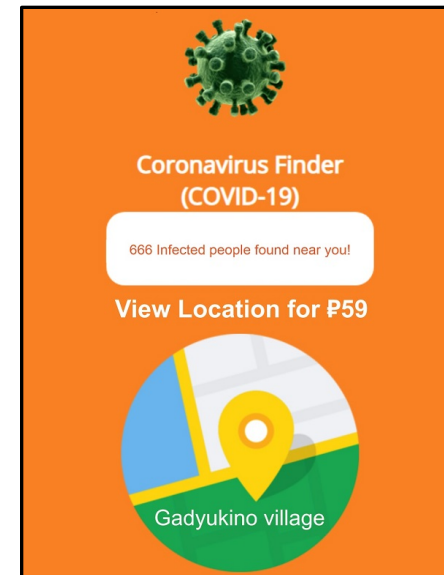 Coronavirus Finder
(COVID-19)
666 Infected people found near you!
View Location for ₽59
Gadyukino village